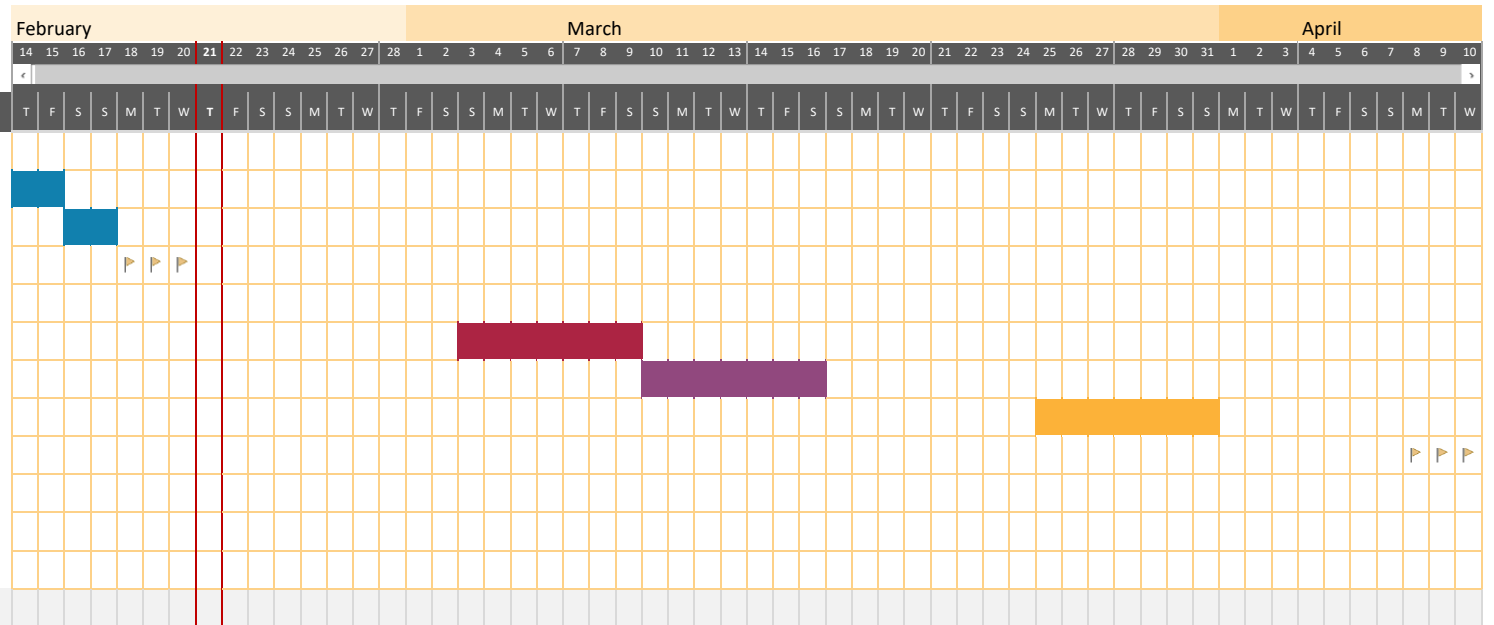 February March April
14 15 16 17 18 19 20 21 22 23 24 25 26 27 28 1 2 3 4 5 6 7 8 9 10 11 12 13 14 15 16 17 18 19 20 21 22 23 24 25 26 27 28 29 30 31 1 2 3 4 5 6 7 8 9 10
T F S S M T W T F S S M T W T F S S M T W T F S S M T W T F S S M T W T F S S M T W T F S S M T W T F S S M T W